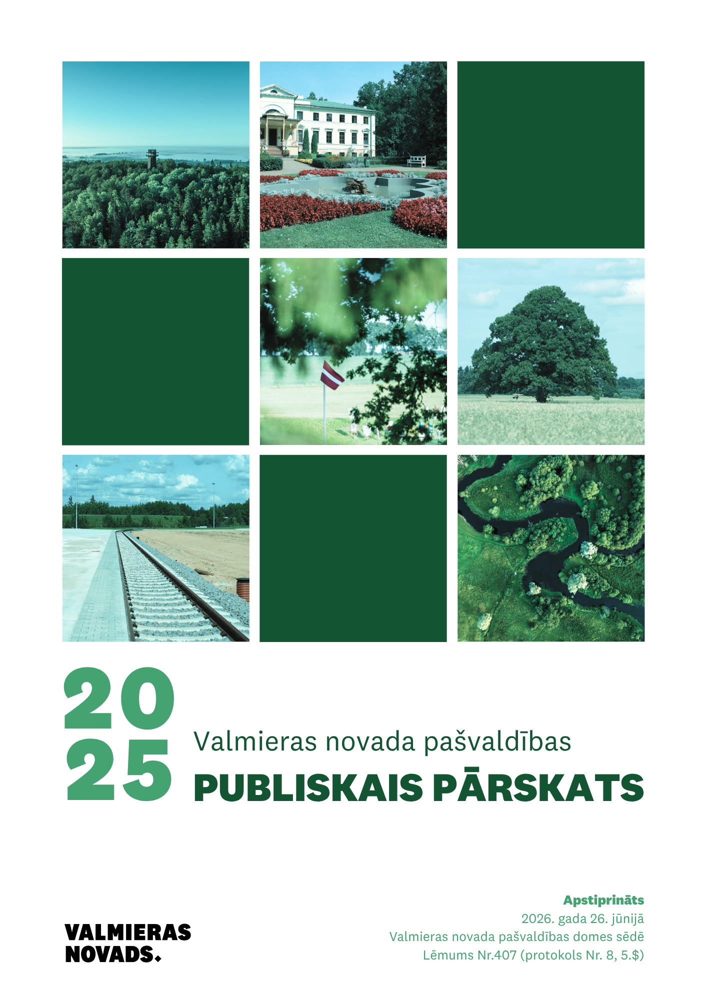 20
25
Valmieras novada pašvaldības
PUBLISKAIS PĀRSKATS
Apstiprināts
2026. gada 26. jūnijā
Valmieras novada pašvaldības domes sēdē
Lēmums Nr.407 (protokols Nr. 8, 5.$)
VALMIERAS
NOVADS.